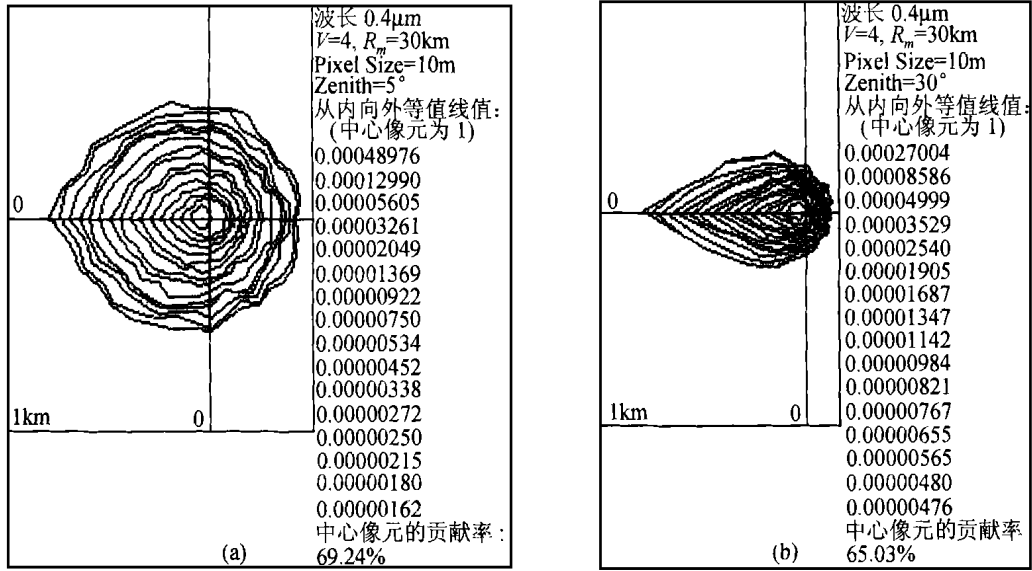 波长 0.4μm
V=4, Rm=30km
Pixel Size=10m
Zenith=5°
从内向外等值线值:
(中心像元为 1)
0.00048976
0.00012990
0.00005605
0.00003261
0.00002049
0.00001369
0.00000922
0.00000750
0.00000534
0.00000452
0.00000338
0.00000272
0.00000250
0.00000215
0.00000180
0.00000162
中心像元的贡献率:
69.24%
0
1km
0
(a)
波长 0.4μm
V=4, Rm=30km
Pixel Size=10m
Zenith=30°
从内向外等值线值:
(中心像元为 1)
0.00027004
0.00008586
0.00004999
0.00003529
0.00002540
0.00001905
0.00001687
0.00001347
0.00001142
0.00000984
0.00000821
0.00000767
0.00000655
0.00000565
0.00000480
0.00000476
中心像元的贡献率
65.03%
0
1km
0
(b)